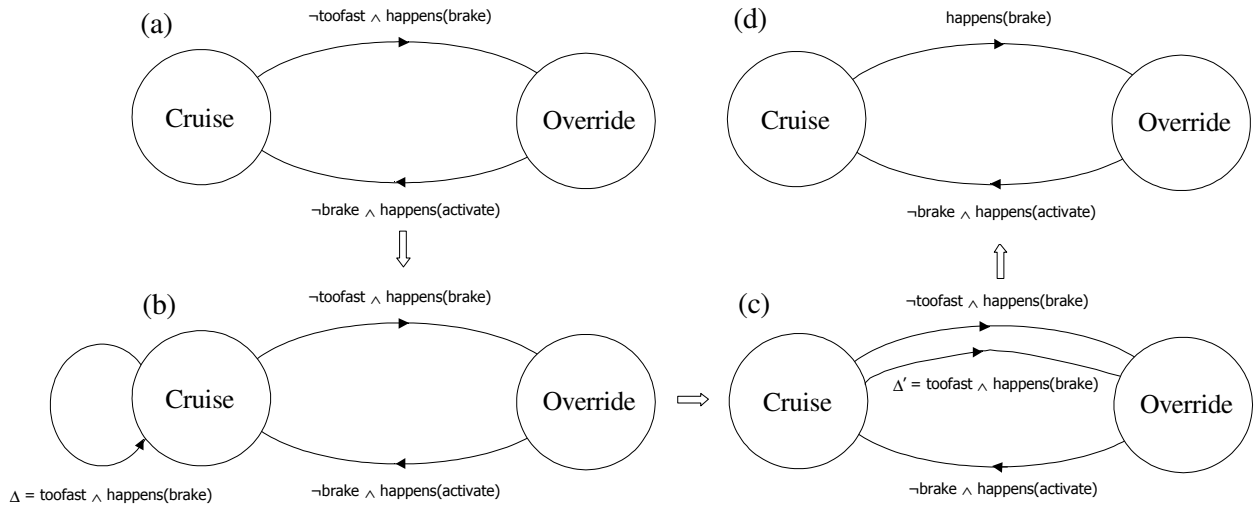 (a)
¬toofast ∧ happens(brake)
Cruise
Override
¬brake ∧ happens(activate)
(d)
happens(brake)
Cruise
Override
¬brake ∧ happens(activate)
(b)
¬toofast ∧ happens(brake)
Cruise
Override
Δ = toofast ∧ happens(brake)
¬brake ∧ happens(activate)
(c)
¬toofast ∧ happens(brake)
Δ' = toofast ∧ happens(brake)
Cruise
Override
¬brake ∧ happens(activate)